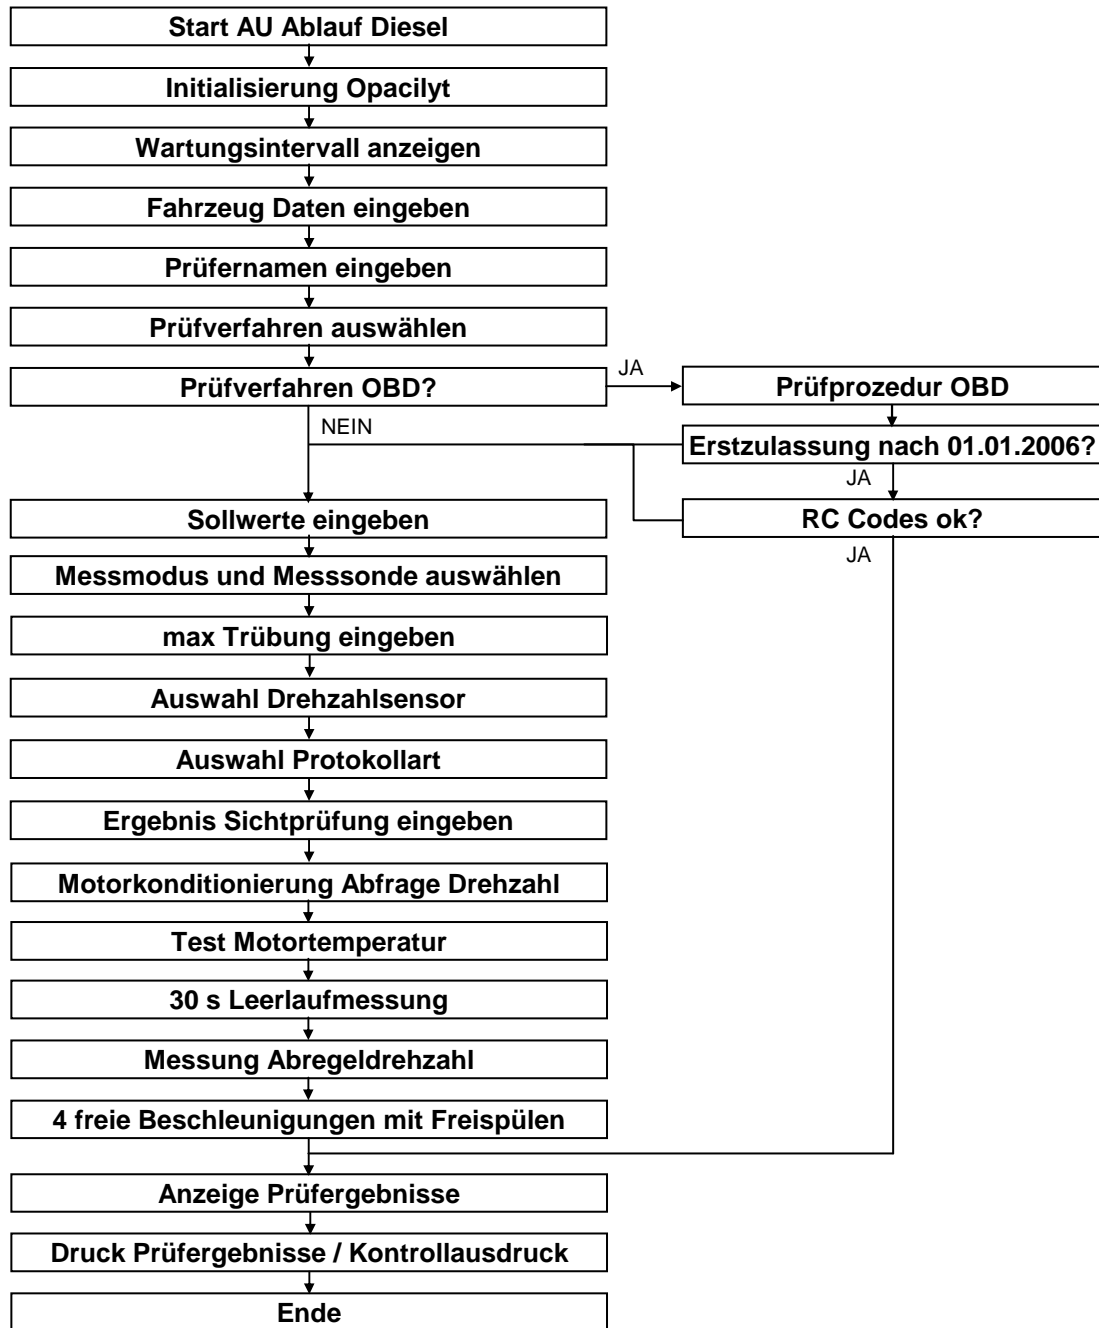 Start AU Ablauf Diesel
Initialisierung Opacilyt
Wartungsintervall anzeigen
Fahrzeug Daten eingeben
Prüfernamen eingeben
Prüfverfahren auswählen
Prüfverfahren OBD?
JA
Prüfprozedur OBD
NEIN
Erstzulassung nach 01.01.2006?
JA
RC Codes ok?
JA
Sollwerte eingeben
Messmodus und Messsonde auswählen
max Trübung eingeben
Auswahl Drehzahlsensor
Auswahl Protokollart
Ergebnis Sichtprüfung eingeben
Motorkonditionierung Abfrage Drehzahl
Test Motortemperatur
30 s Leerlaufmessung
Messung Abregeldrehzahl
4 freie Beschleunigungen mit Freispülen
Anzeige Prüfergebnisse
Druck Prüfergebnisse / Kontrollausdruck
Ende